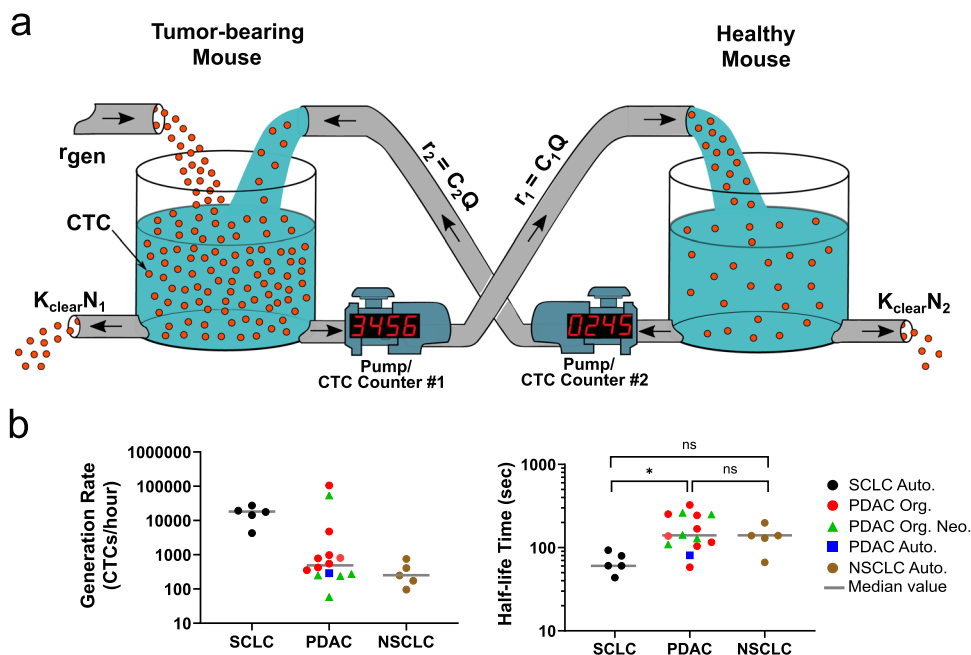 a
Tumor-bearing
Mouse
Healthy
Mouse
rgen
r2 = C2Q
r1 = C1Q
CTC
KclearN1
KclearN2
3456
0245
Pump/
CTC Counter #1
Pump/
CTC Counter #2
b
Generation Rate
(CTCs/hour)
1000000
100000
10000
1000
100
10
SCLC
PDAC
NSCLC
Half-life Time (sec)
1000
100
10
ns
*
ns
SCLC
PDAC
NSCLC
SCLC Auto.
PDAC Org.
PDAC Org. Neo.
PDAC Auto.
NSCLC Auto.
Median value